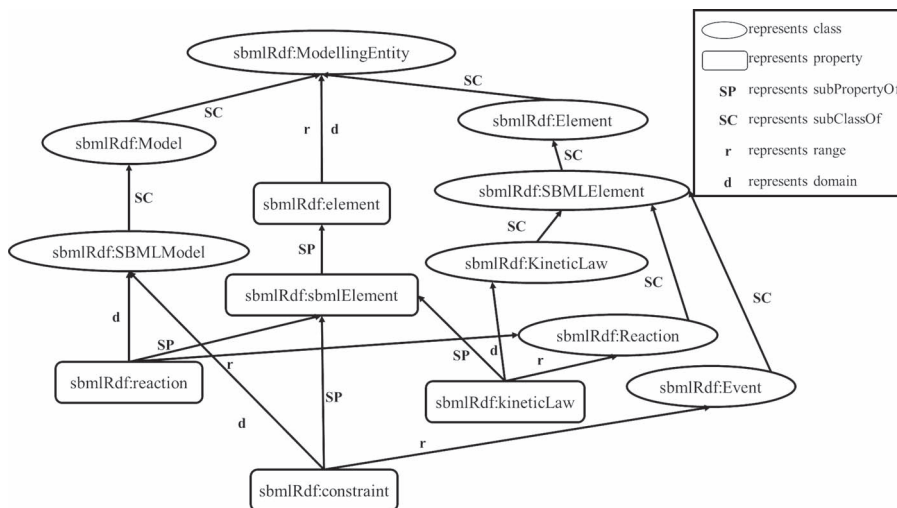 represents class
sbmlRdf:ModellingEntity
represents property
SP represents subPropertyOf
SC
SC
sbmlRdf:Model
sbmlRdf:Element
SC represents subClassOf
r d
SC
r represents range
d represents domain
SC
sbmlRdf:element
sbmlRdf:SBMLElement
SC
sbmlRdf:SBMLModel
SP
sbmlRdf:KineticLaw
sbmlRdf:sbmlElement
SC
SC
d
SP
sbmlRdf:Reaction
SP
d
r
r
sbmlRdf:reaction
sbmlRdf:kineticLaw
sbmlRdf:Event
SP
d
r
sbmlRdf:constraint